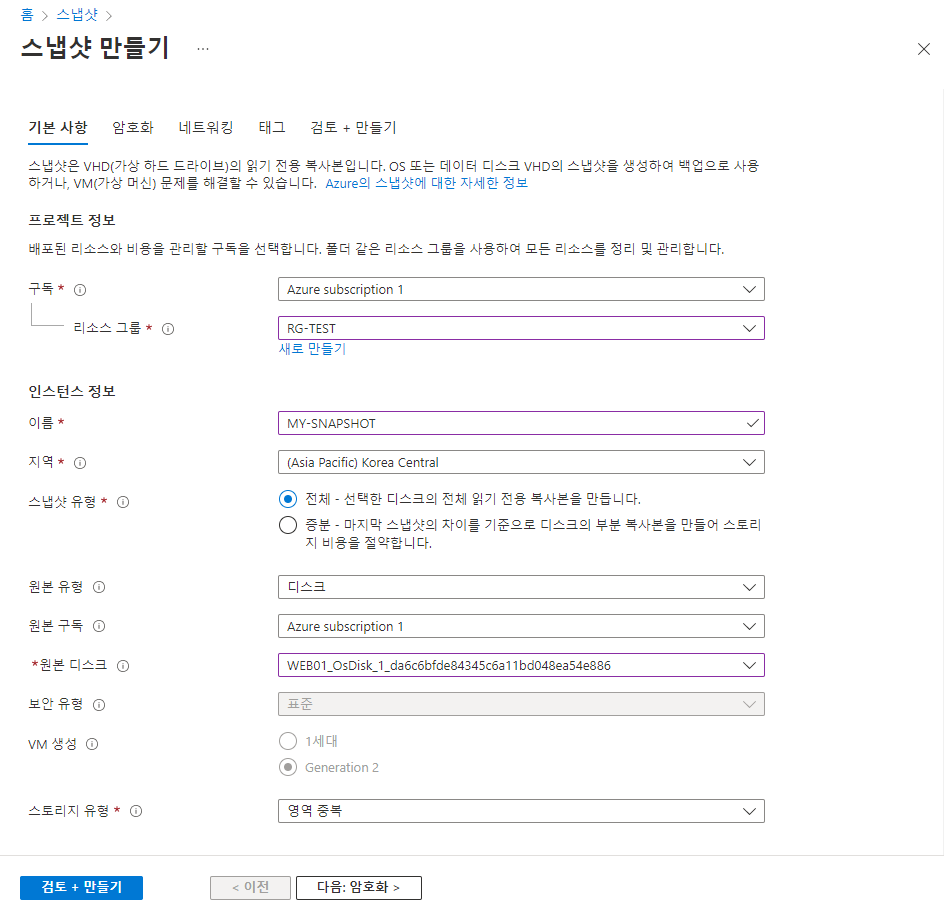 홈 > 스냅샷 >
스냅샷 만들기 ...
기본 사항 암호화 네트워킹 태그 검토 + 만들기
스냅샷은 VHD(가상 하드 드라이브)의 읽기 전용 복사본입니다. OS 또는 데이터 디스크 VHD의 스냅샷을 생성하여 백업으로 사용
하거나, VM(가상 머신) 문제를 해결할 수 있습니다. Azure의 스냅샷에 대한 자세한 정보
프로젝트 정보
배포된 리소스와 비용을 관리할 구독을 선택합니다. 폴더 같은 리소스 그룹을 사용하여 모든 리소스를 정리 및 관리합니다.
구독 * Azure subscription 1
리소스 그룹 * RG-TEST
새로 만들기
인스턴스 정보
이름 * MY-SNAPSHOT
지역 * (Asia Pacific) Korea Central
스냅샷 유형 * 전체 - 선택한 디스크의 전체 읽기 전용 복사본을 만듭니다.
증분 - 마지막 스냅샷의 차이를 기준으로 디스크의 부분 복사본을 만들어 스토리
지 비용을 절약합니다.
원본 유형 디스크
원본 구독 Azure subscription 1
*원본 디스크 WEB01_OsDisk_1_da6c6bfde84345c6a11bd048ea54e886
보안 유형 표준
VM 생성 1세대
Generation 2
스토리지 유형 * 영역 중복
검토 + 만들기 < 이전 다음: 암호화 >